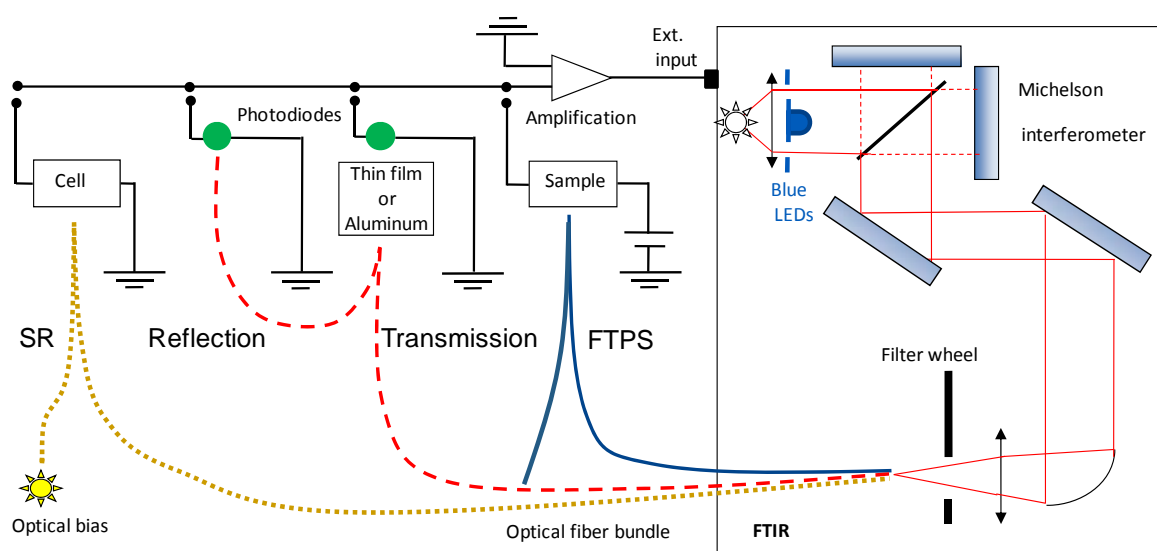 Ext.
input
Photodiodes
Amplification
Michelson
interferometer
Cell
Thin film
or
Aluminum
Sample
Blue
LEDs
SR
Reflection
Transmission
FTPS
Filter wheel
Optical bias
Optical fiber bundle
FTIR